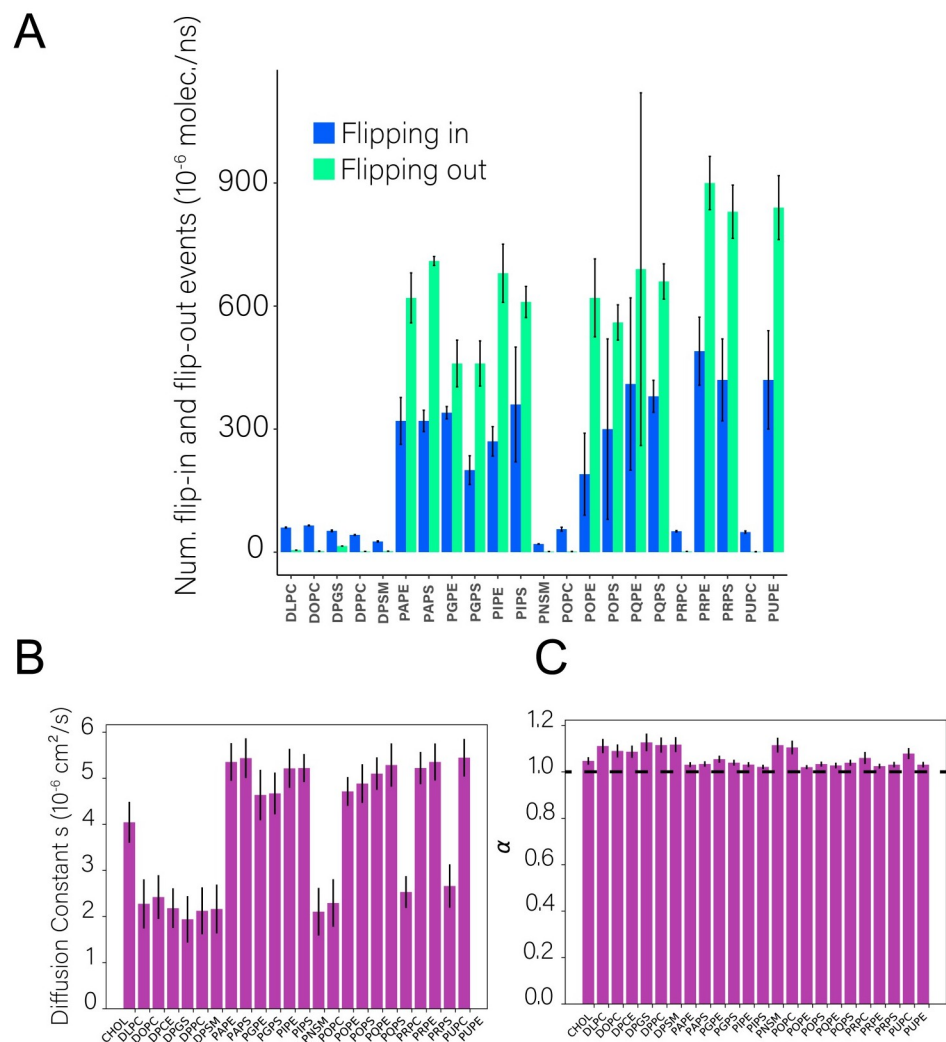 A
Num. flip-in and flip-out events (10⁻⁶ molec./ns)
Flipping in
Flipping out
900
600
300
0
DLPC DOPC DPGS DPPC DPSM PAPE PAPS PGPE PGPS PIPE PIPS PNSM POPC POPE POPS PQPE PQPS PRPC PRPE PRPS PUPC PUPE
B
Diffusion Constant s (10⁻⁶ cm²/s)
6
5
4
3
2
1
0
CHOL DLPC DOPC DPCE DPGS DPPC DPSM PAPE PAPS PGPE PGPS PIPE PIPS PNSM POPC POPE POPS PQPE PQPS PRPC PRPE PRPS PUPC PUPE
C
α
1.2
1.0
0.8
0.6
0.4
0.2
0.0
CHOL DLPC DOPC DPCE DPGS DPPC DPSM PAPE PAPS PGPE PGPS PIPE PIPS PNSM POPC POPE POPS PQPE PQPS PRPC PRPE PRPS PUPC PUPE